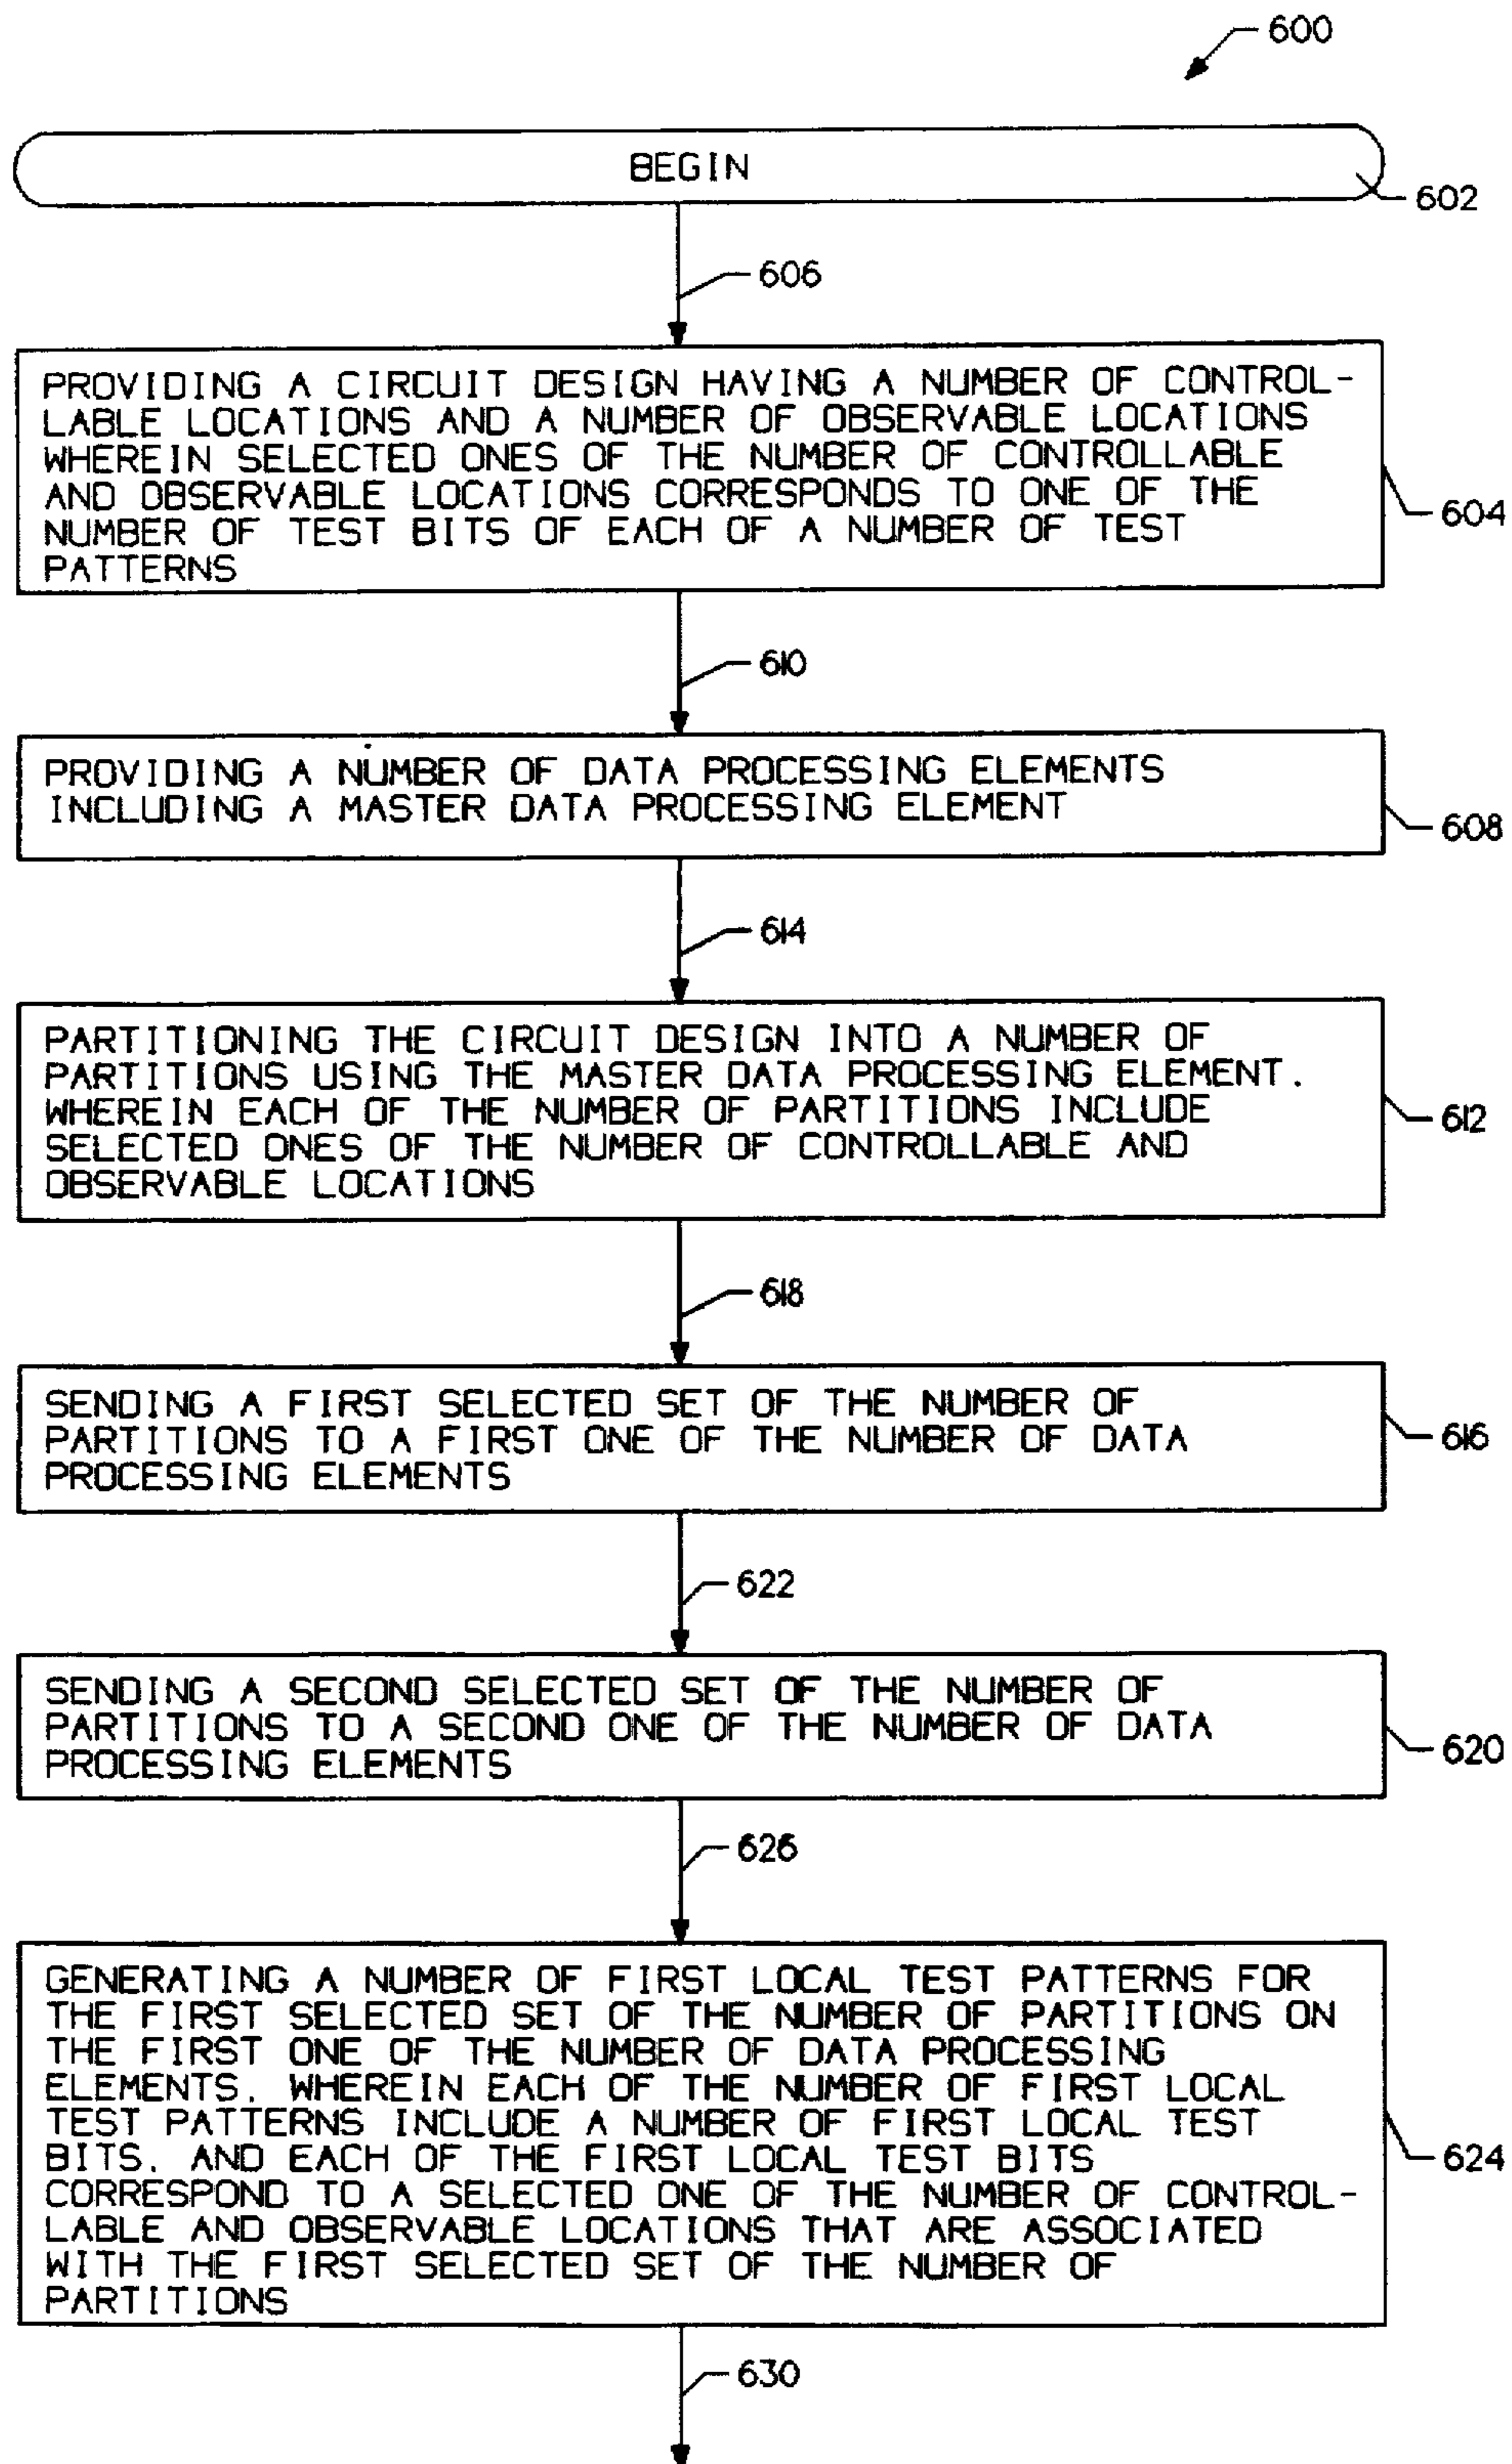 600
BEGIN
602
606
PROVIDING A CIRCUIT DESIGN HAVING A NUMBER OF CONTROL-
LABLE LOCATIONS AND A NUMBER OF OBSERVABLE LOCATIONS
WHEREIN SELECTED ONES OF THE NUMBER OF CONTROLLABLE
AND OBSERVABLE LOCATIONS CORRESPONDS TO ONE OF THE
NUMBER OF TEST BITS OF EACH OF A NUMBER OF TEST
PATTERNS
604
610
PROVIDING A NUMBER OF DATA PROCESSING ELEMENTS
INCLUDING A MASTER DATA PROCESSING ELEMENT
608
614
PARTITIONING THE CIRCUIT DESIGN INTO A NUMBER OF
PARTITIONS USING THE MASTER DATA PROCESSING ELEMENT.
WHEREIN EACH OF THE NUMBER OF PARTITIONS INCLUDE
SELECTED ONES OF THE NUMBER OF CONTROLLABLE AND
OBSERVABLE LOCATIONS
612
618
SENDING A FIRST SELECTED SET OF THE NUMBER OF
PARTITIONS TO A FIRST ONE OF THE NUMBER OF DATA
PROCESSING ELEMENTS
616
622
SENDING A SECOND SELECTED SET OF THE NUMBER OF
PARTITIONS TO A SECOND ONE OF THE NUMBER OF DATA
PROCESSING ELEMENTS
620
626
GENERATING A NUMBER OF FIRST LOCAL TEST PATTERNS FOR
THE FIRST SELECTED SET OF THE NUMBER OF PARTITIONS ON
THE FIRST ONE OF THE NUMBER OF DATA PROCESSING
ELEMENTS. WHEREIN EACH OF THE NUMBER OF FIRST LOCAL
TEST PATTERNS INCLUDE A NUMBER OF FIRST LOCAL TEST
BITS. AND EACH OF THE FIRST LOCAL TEST BITS
CORRESPOND TO A SELECTED ONE OF THE NUMBER OF CONTROL-
LABLE AND OBSERVABLE LOCATIONS THAT ARE ASSOCIATED
WITH THE FIRST SELECTED SET OF THE NUMBER OF
PARTITIONS
624
630